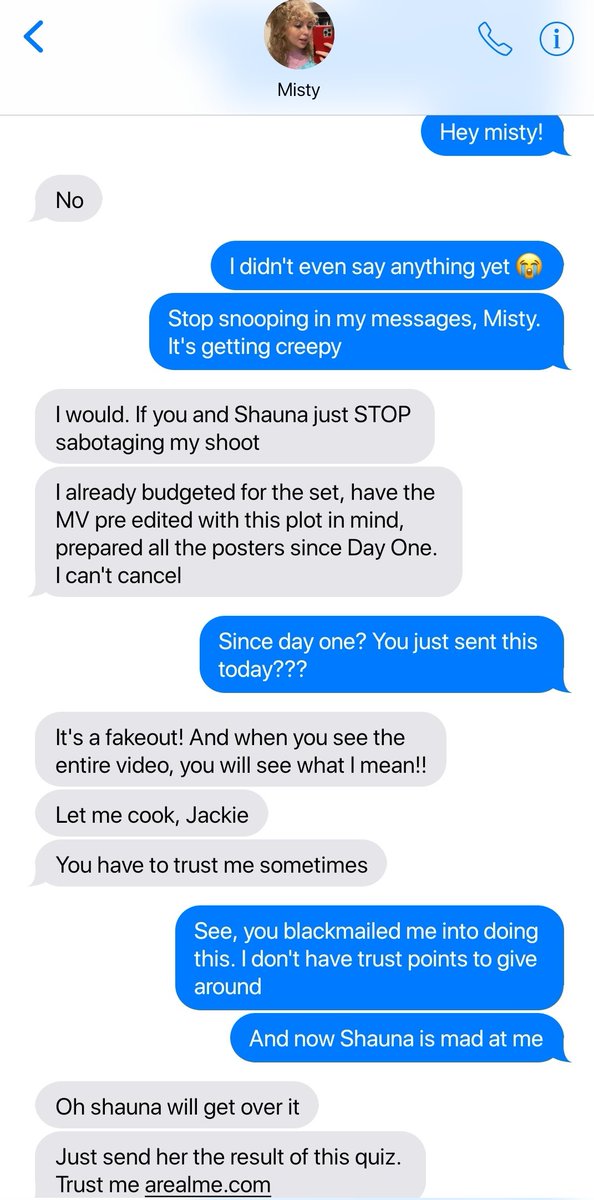 Misty
Hey misty!
No
I didn't even say anything yet 😭
Stop snooping in my messages, Misty.
It's getting creepy
I would. If you and Shauna just STOP
sabotaging my shoot
I already budgeted for the set, have the
MV pre edited with this plot in mind,
prepared all the posters since Day One.
I can't cancel
Since day one? You just sent this
today???
It's a fakeout! And when you see the
entire video, you will see what I mean!!
Let me cook, Jackie
You have to trust me sometimes
See, you blackmailed me into doing
this. I don't have trust points to give
around
And now Shauna is mad at me
Oh shauna will get over it
Just send her the result of this quiz.
Trust me arealme.com